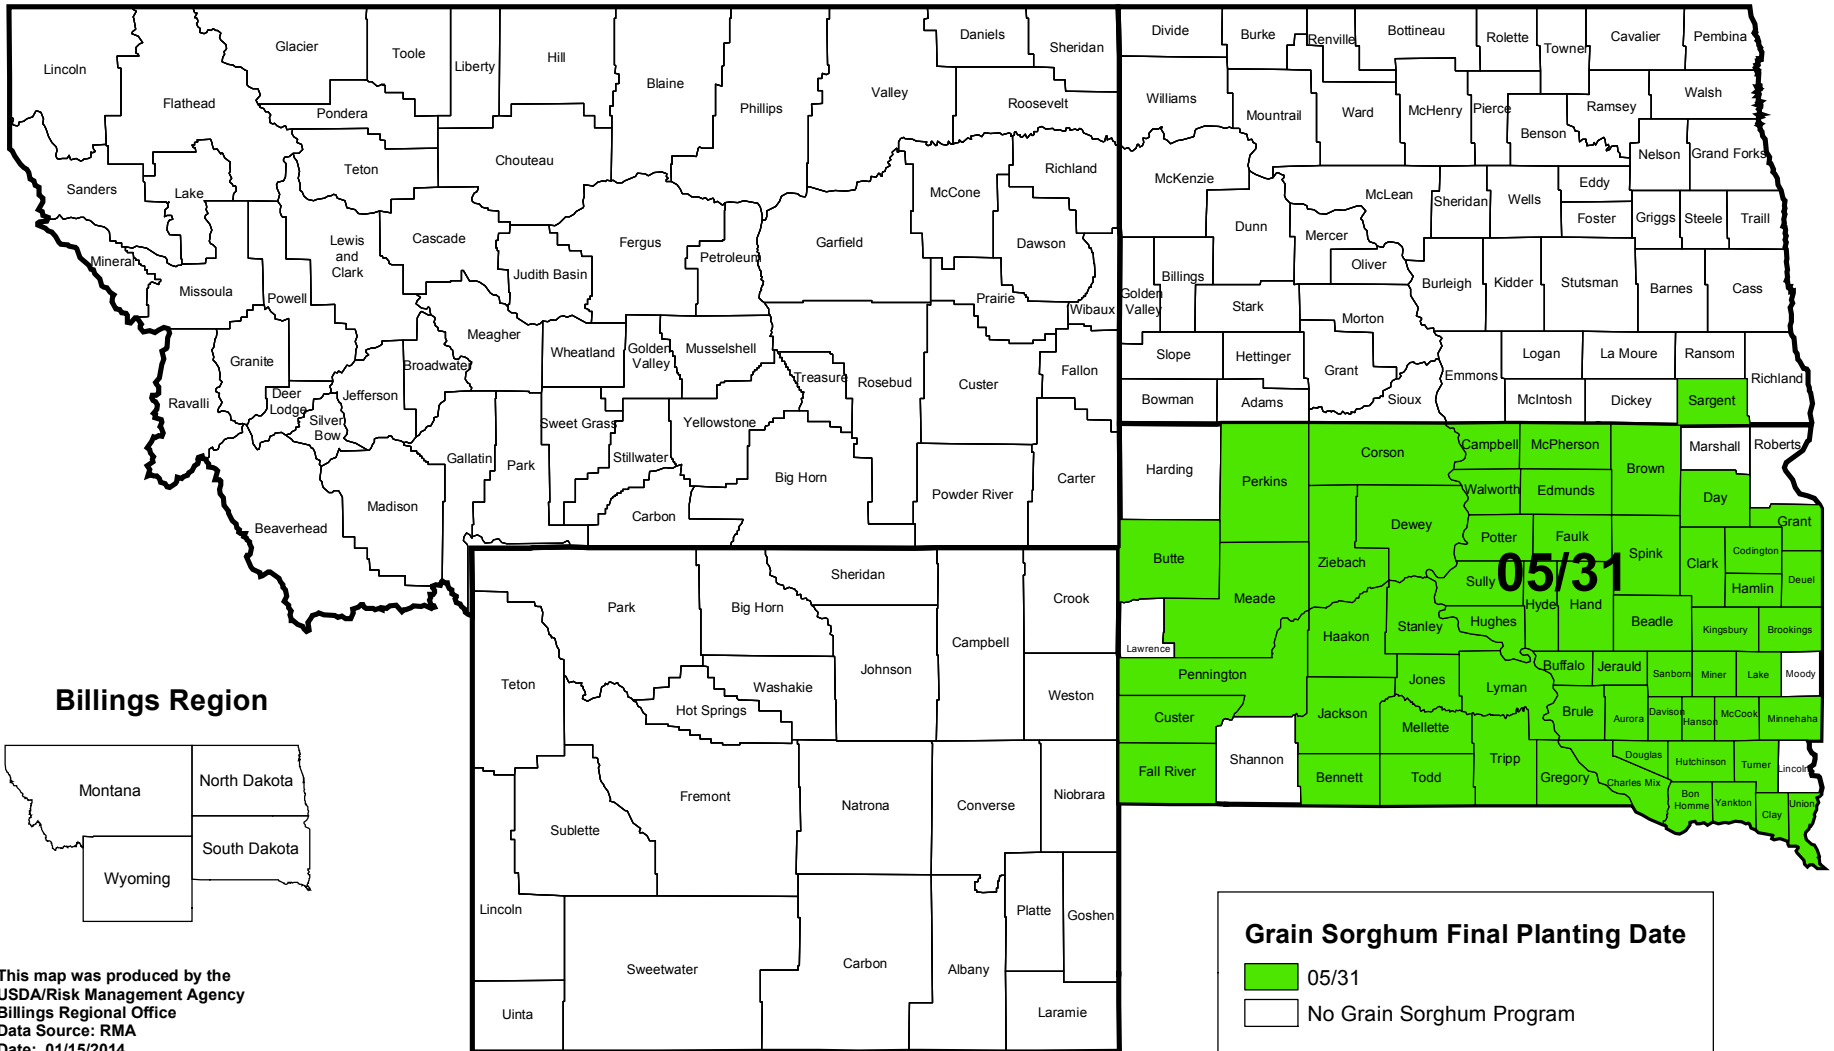 Lincoln
Flathead
Glacier
Toole
Liberty
Hill
Blaine
Phillips
Valley
Daniels
Sheridan
Roosevelt
Pondera
Teton
Chouteau
Sanders
Lake
Mineral
Missoula
Powell
Lewis
and
Clark
Cascade
Judith Basin
Fergus
Petroleum
Garfield
McCone
Richland
Dawson
Prairie
Wibaux
Granite
Ravalli
Deer
Lodge
Silver
Bow
Jefferson
Broadwater
Meagher
Wheatland
Golden
Valley
Musselshell
Treasure
Rosebud
Custer
Fallon
Beaverhead
Madison
Gallatin
Park
Sweet Grass
Stillwater
Carbon
Yellowstone
Big Horn
Powder River
Carter
Divide
Burke
Renville
Bottineau
Rolette
Towner
Cavalier
Pembina
Williams
Mountrail
Ward
McHenry
Pierce
Benson
Ramsey
Walsh
Nelson
Grand Forks
McKenzie
Dunn
McLean
Mercer
Oliver
Sheridan
Wells
Eddy
Foster
Griggs
Steele
Traill
Golden
Valley
Billings
Stark
Morton
Burleigh
Kidder
Stutsman
Barnes
Cass
Slope
Hettinger
Grant
Sioux
Emmons
Logan
La Moure
Ransom
Richland
Bowman
Adams
McIntosh
Dickey
Sargent
Harding
Perkins
Corson
Campbell
McPherson
Brown
Marshall
Roberts
Walworth
Edmunds
Day
Butte
Ziebach
Dewey
Potter
Faulk
Spink
Clark
Codington
Grant
Hamlin
Deuel
05/31
Meade
Sully
Hyde
Hand
Lawrence
Haakon
Stanley
Hughes
Beadle
Kingsbury
Brookings
Pennington
Jones
Lyman
Buffalo
Jerauld
Sanborn
Miner
Lake
Moody
Custer
Jackson
Mellette
Brule
Aurora
Davison
Hanson
McCook
Minnehaha
Fall River
Shannon
Bennett
Todd
Tripp
Gregory
Douglas
Charles Mix
Hutchinson
Turner
Lincoln
Bon
Homme
Yankton
Clay
Union
Park
Big Horn
Sheridan
Johnson
Campbell
Crook
Weston
Teton
Hot Springs
Washakie
Sublette
Fremont
Natrona
Converse
Niobrara
Lincoln
Uinta
Sweetwater
Carbon
Albany
Platte
Goshen
Laramie
Billings Region
Montana
North Dakota
South Dakota
Wyoming
This map was produced by the
USDA/Risk Management Agency
Billings Regional Office
Data Source: RMA
Date: 01/15/2014
Grain Sorghum Final Planting Date
05/31
No Grain Sorghum Program